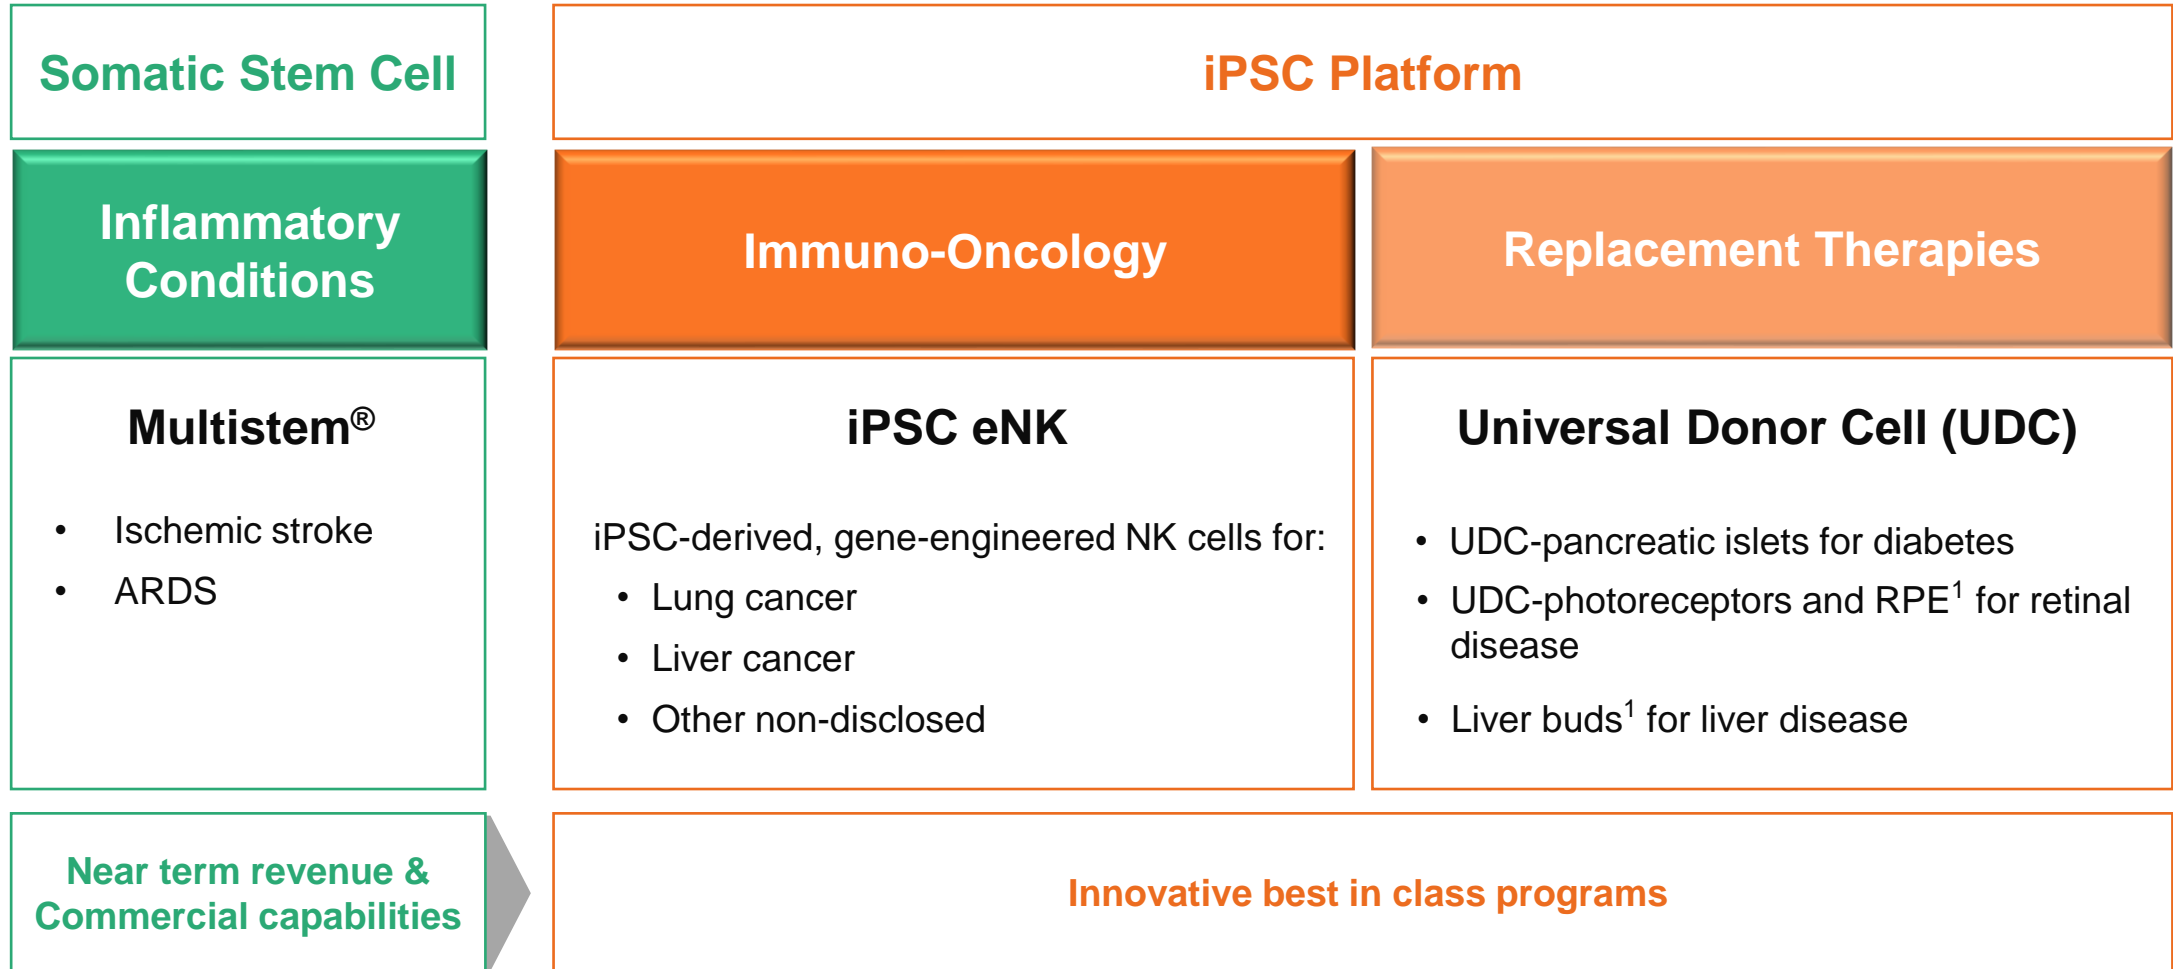 Somatic Stem Cell
iPSC Platform
Inflammatory
Conditions
Immuno-Oncology
Replacement Therapies
Multistem®
• Ischemic stroke
• ARDS
iPSC eNK
iPSC-derived, gene-engineered NK cells for:
• Lung cancer
• Liver cancer
• Other non-disclosed
Universal Donor Cell (UDC)
• UDC-pancreatic islets for diabetes
• UDC-photoreceptors and RPE¹ for retinal
disease
• Liver buds¹ for liver disease
Near term revenue &
Commercial capabilities
Innovative best in class programs